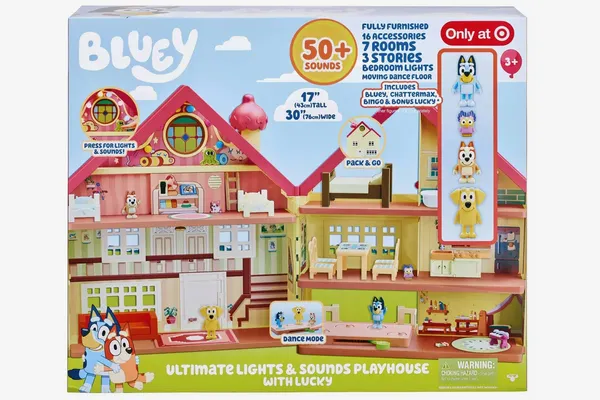 BLUEY
50+
SOUNDS
FULLY FURNISHED
16 ACCESSORIES
7 ROOMS
3 STORIES
BEDROOM LIGHTS
MOVING DANCE FLOOR
INCLUDES
BLUEY, CHATTERMAX,
BINGO & BONUS LUCKY
Only at
3+
17"
(43cm) TALL
30" (76cm) WIDE
PRESS FOR LIGHTS
& SOUNDS!
PACK & GO
DANCE MODE
ULTIMATE LIGHTS & SOUNDS PLAYHOUSE
WITH LUCKY
WARNING:
CHOKING HAZARD